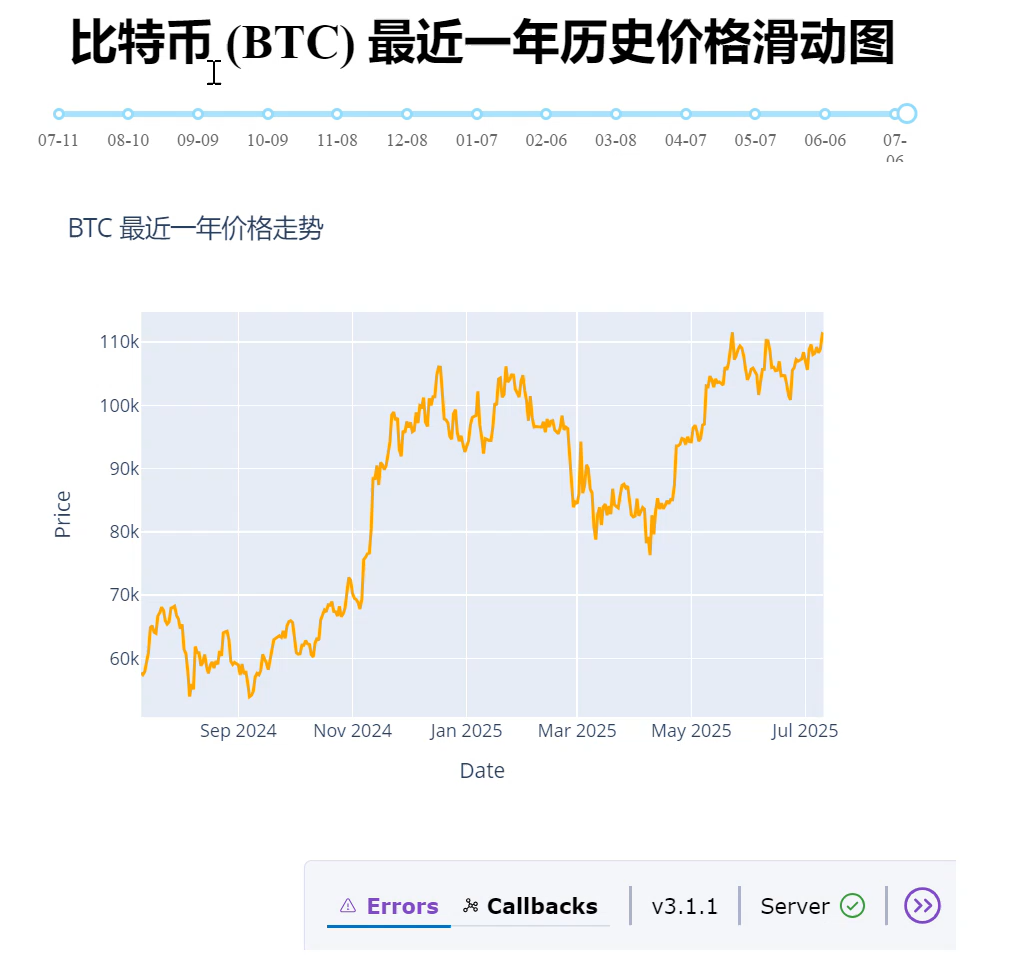 比特币 (BTC) 最近一年历史价格滑动图
07-11 08-10 09-09 10-09 11-08 12-08 01-07 02-06 03-08 04-07 05-07 06-06 07-
06
BTC 最近一年价格走势
110k
100k
90k
80k
70k
60k
Price
Sep 2024 Nov 2024 Jan 2025 Mar 2025 May 2025 Jul 2025
Date
Errors Callbacks v3.1.1 Server